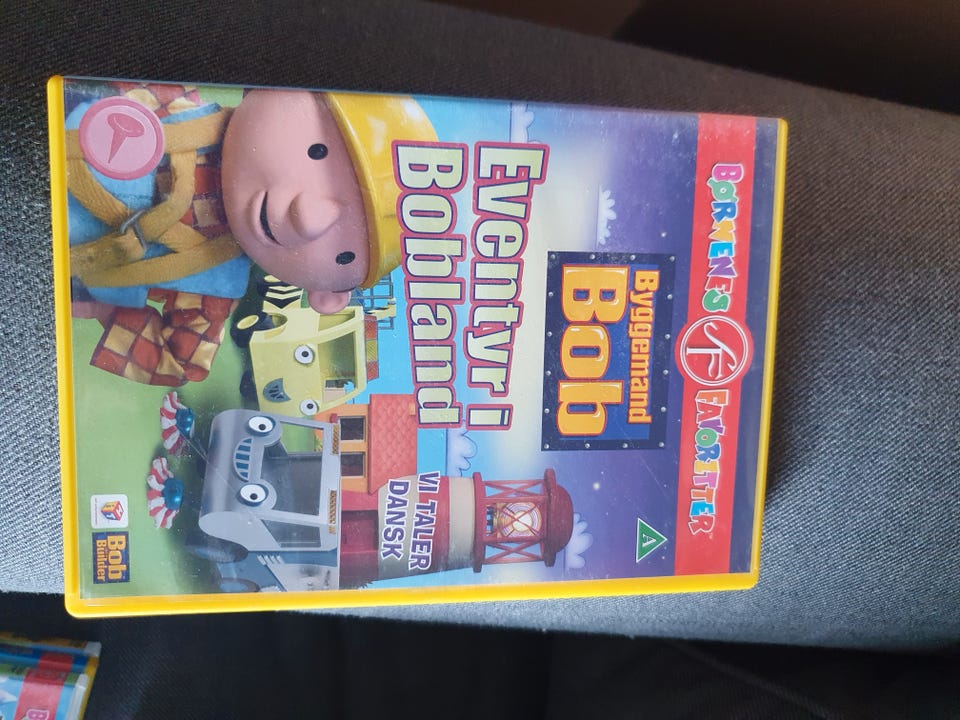 BØRNENES FAVORITTER
Byggemand
Bob
Eventyr i
Bobland
VI TALER
DANSK
A
Bob
Builder